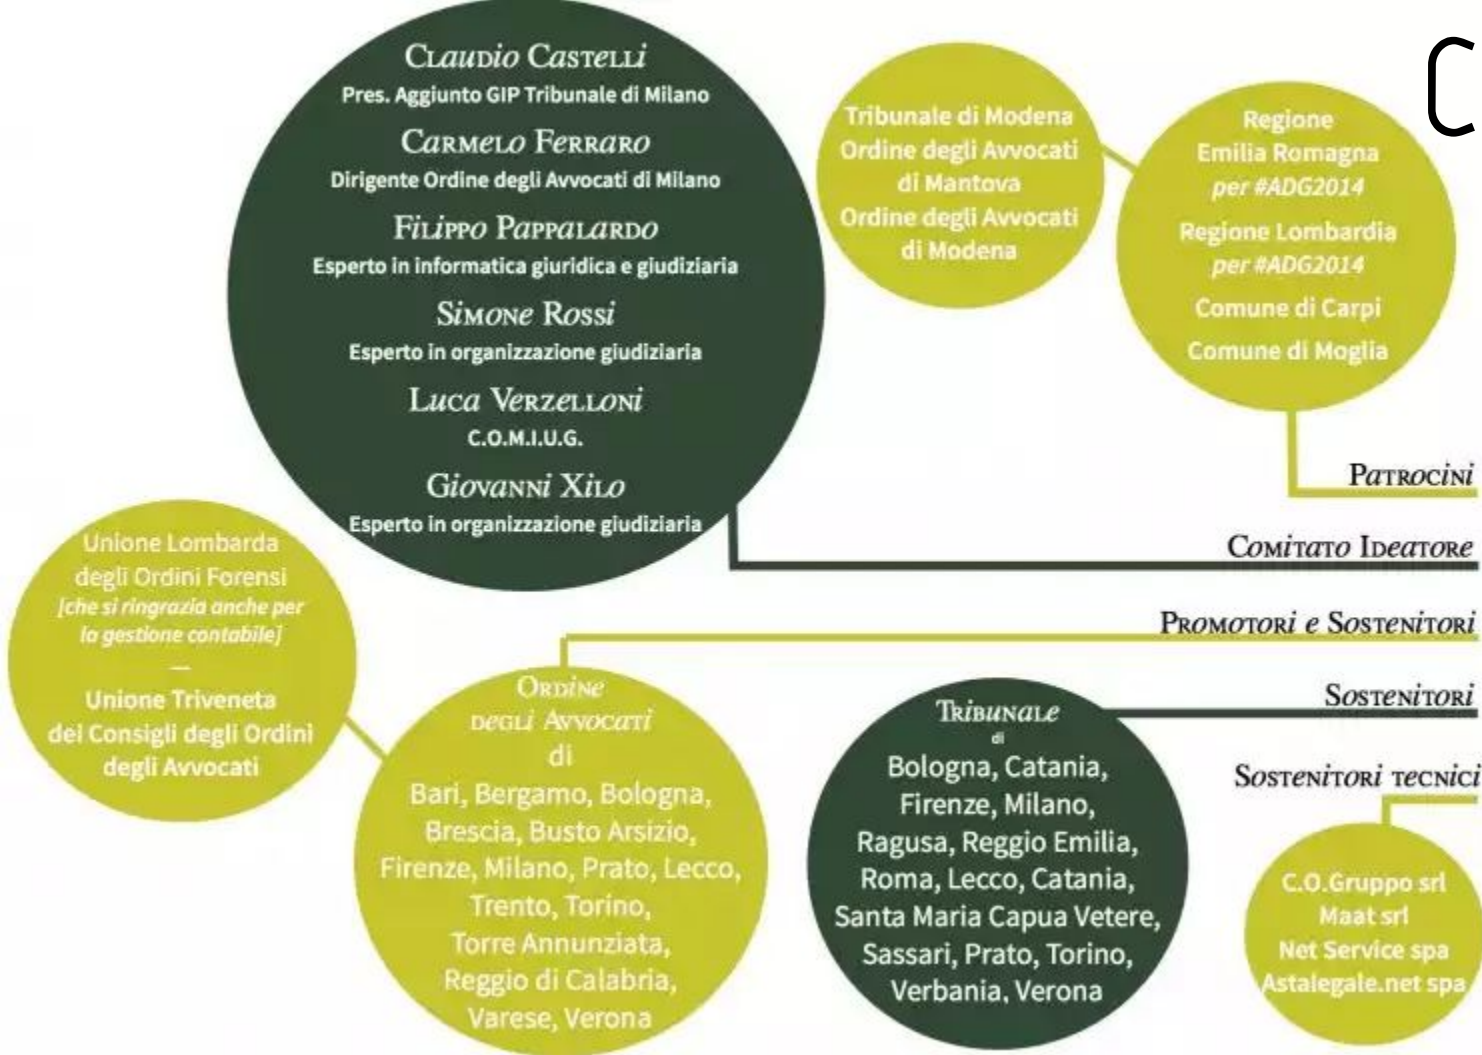 Claudio Castelli
Pres. Aggiunto GIP Tribunale di Milano
Carmelo Ferraro
Dirigente Ordine degli Avvocati di Milano
Filippo Pappalardo
Esperto in informatica giuridica e giudiziaria
Simone Rossi
Esperto in organizzazione giudiziaria
Luca Verzelloni
C.O.M.I.U.G.
Giovanni Xilo
Esperto in organizzazione giudiziaria
Tribunale di Modena
Ordine degli Avvocati
di Mantova
Ordine degli Avvocati
di Modena
Regione
Emilia Romagna
per #ADG2014
Regione Lombardia
per #ADG2014
Comune di Carpi
Comune di Moglia
Patrocini
Comitato Ideatore
Promotori e Sostenitori
Sostenitori
Sostenitori tecnici
Unione Lombarda
degli Ordini Forensi
[che si ringrazia anche per
la gestione contabile]
—
Unione Triveneta
dei Consigli degli Ordini
degli Avvocati
Ordine
degli Avvocati
di
Bari, Bergamo, Bologna,
Brescia, Busto Arsizio,
Firenze, Milano, Prato, Lecco,
Trento, Torino,
Torre Annunziata,
Reggio di Calabria,
Varese, Verona
Tribunale
di
Bologna, Catania,
Firenze, Milano,
Ragusa, Reggio Emilia,
Roma, Lecco, Catania,
Santa Maria Capua Vetere,
Sassari, Prato, Torino,
Verbania, Verona
C.O.Gruppo srl
Maat srl
Net Service spa
Astalegale.net spa